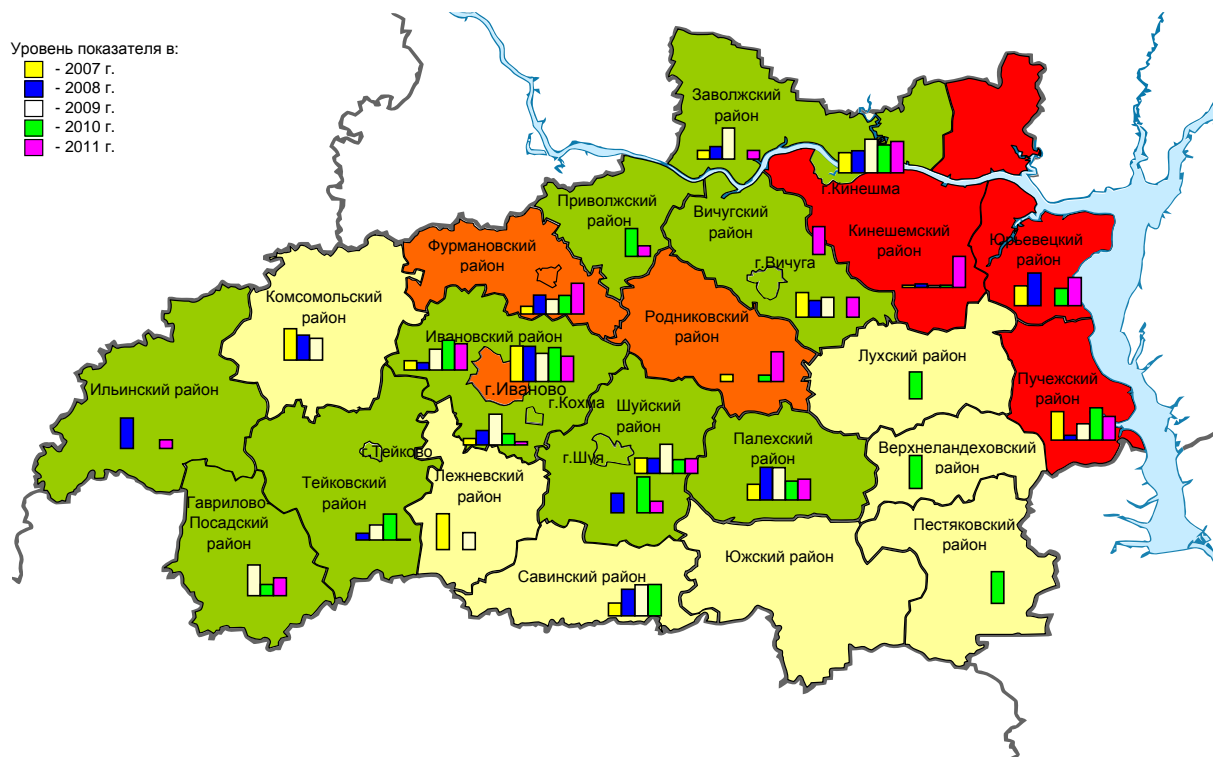 Уровень показателя в:
- 2007 г.
- 2008 г.
- 2009 г.
- 2010 г.
- 2011 г.
Заволжский
район
г.Кинешма
Приволжский
район
Вичугский
район
Кинешемский
район
Юрьевецкий
район
Фурмановский
район
г.Вичуга
Комсомольский
район
Родниковский
район
Ивановский район
Лухский район
Ильинский район
г.Иваново
Пучежский
район
г.Кохма
Шуйский
район
г.Тейково
г.Шуя
Палехский
район
Верхнеландеховский
район
Тейковский
район
Лежневский
район
Гаврилово-
Посадский
район
Савинский район
Южский район
Пестяковский
район